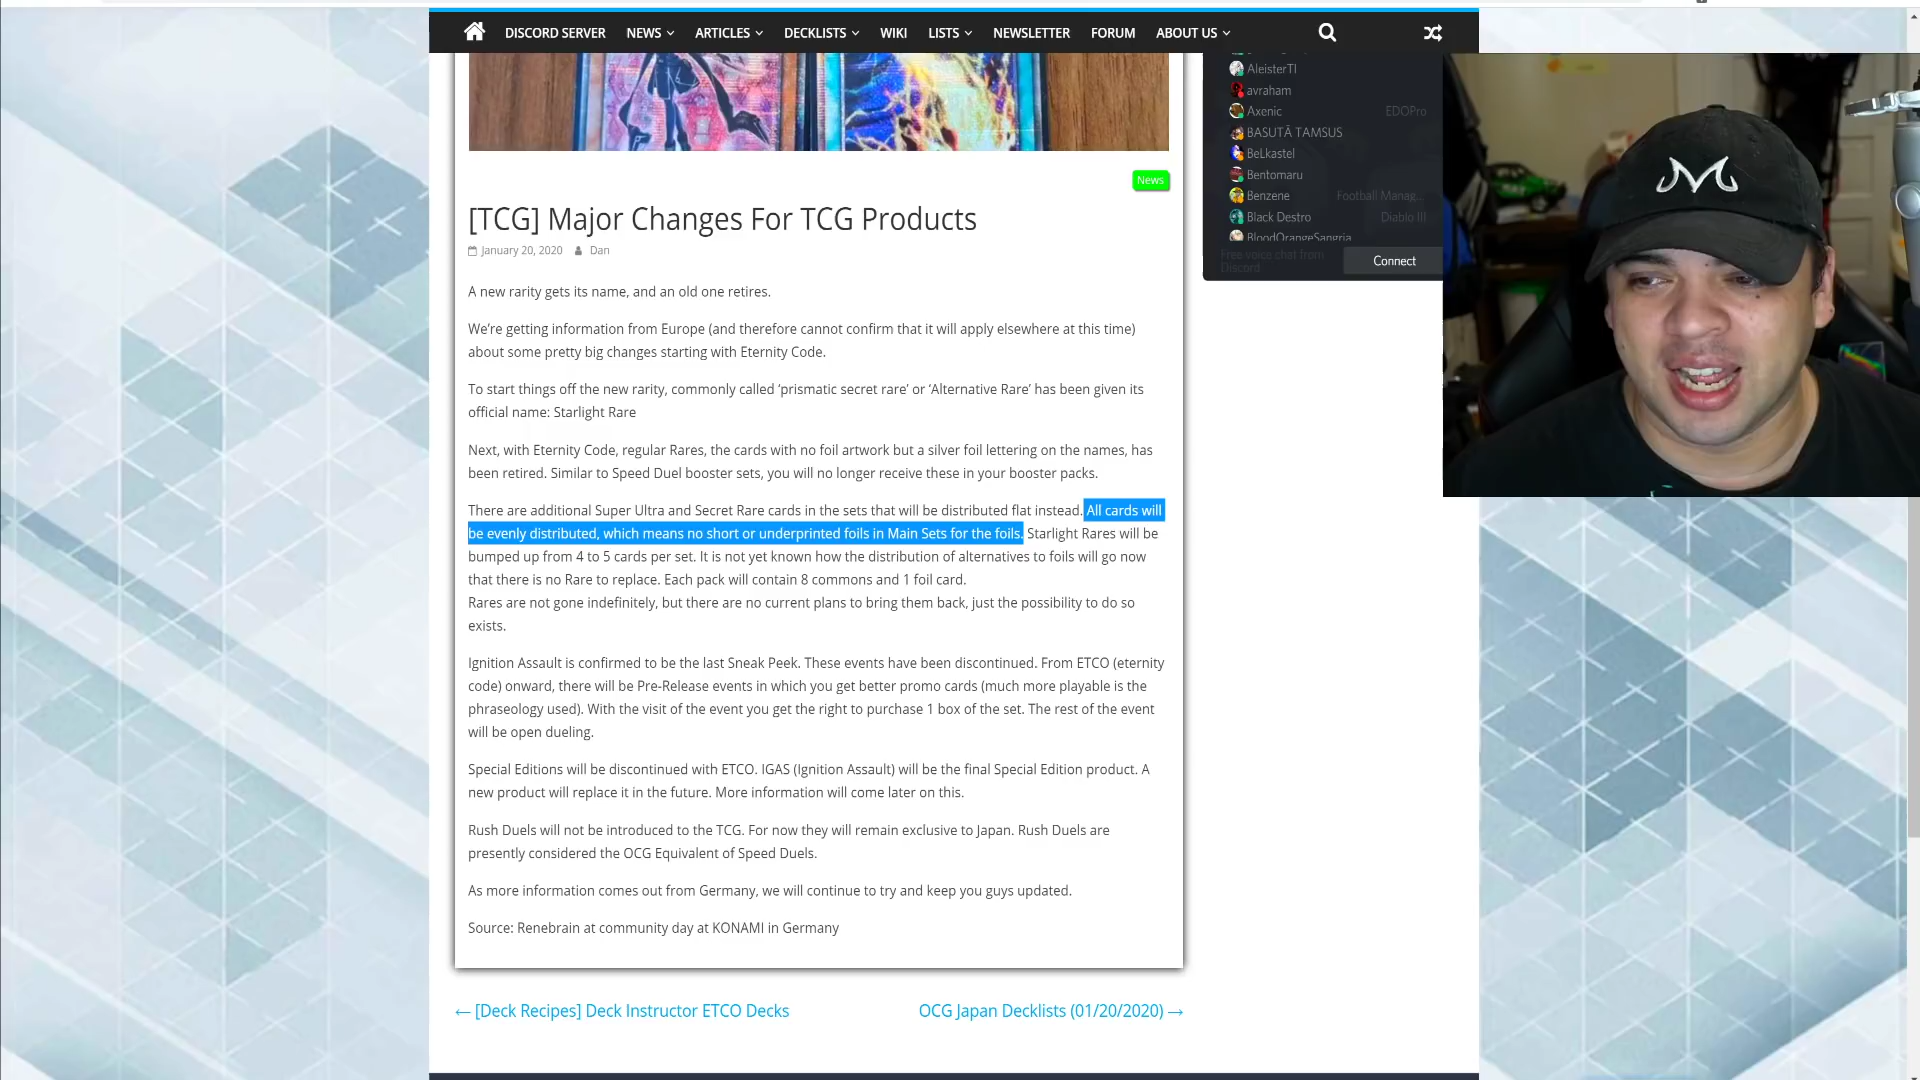 DISCORD SERVER NEWS ARTICLES DECKLISTS WIKI LISTS NEWSLETTER FORUM ABOUT US
News
[TCG] Major Changes For TCG Products
January 20, 2020 Dan
A new rarity gets its name, and an old one retires.
We're getting information from Europe (and therefore cannot confirm that it will apply elsewhere at this time)
about some pretty big changes starting with Eternity Code.
To start things off the new rarity, commonly called 'prismatic secret rare' or 'Alternative Rare' has been given its
official name: Starlight Rare
Next, with Eternity Code, regular Rares, the cards with no foil artwork but a silver foil lettering on the names, has
been retired. Similar to Speed Duel booster sets, you will no longer receive these in your booster packs.
There are additional Super Ultra and Secret Rare cards in the sets that will be distributed flat instead. All cards will
be evenly distributed, which means no short or underprinted foils in Main Sets for the foils. Starlight Rares will be
bumped up from 4 to 5 cards per set. It is not yet known how the distribution of alternatives to foils will go now
that there is no Rare to replace. Each pack will contain 8 commons and 1 foil card.
Rares are not gone indefinitely, but there are no current plans to bring them back, just the possibility to do so
exists.
Ignition Assault is confirmed to be the last Sneak Peek. These events have been discontinued. From ETCO (eternity
code) onward, there will be Pre-Release events in which you get better promo cards (much more playable is the
phraseology used). With the visit of the event you get the right to purchase 1 box of the set. The rest of the event
will be open dueling.
Special Editions will be discontinued with ETCO. IGAS (Ignition Assault) will be the final Special Edition product. A
new product will replace it in the future. More information will come later on this.
Rush Duels will not be introduced to the TCG. For now they will remain exclusive to Japan. Rush Duels are
presently considered the OCG Equivalent of Speed Duels.
As more information comes out from Germany, we will continue to try and keep you guys updated.
Source: Renebrain at community day at KONAMI in Germany
← [Deck Recipes] Deck Instructor ETCO Decks
OCG Japan Decklists (01/20/2020) →
AleisterTI
avraham
Axenic EDOPro
BASUTĀ TAMSUS
BeLkastel
Bentomaru
Benzene Football Manag...
Black Destro Diablo III
BloodOrangeSangria
Free voice chat from
Discord
Connect
M